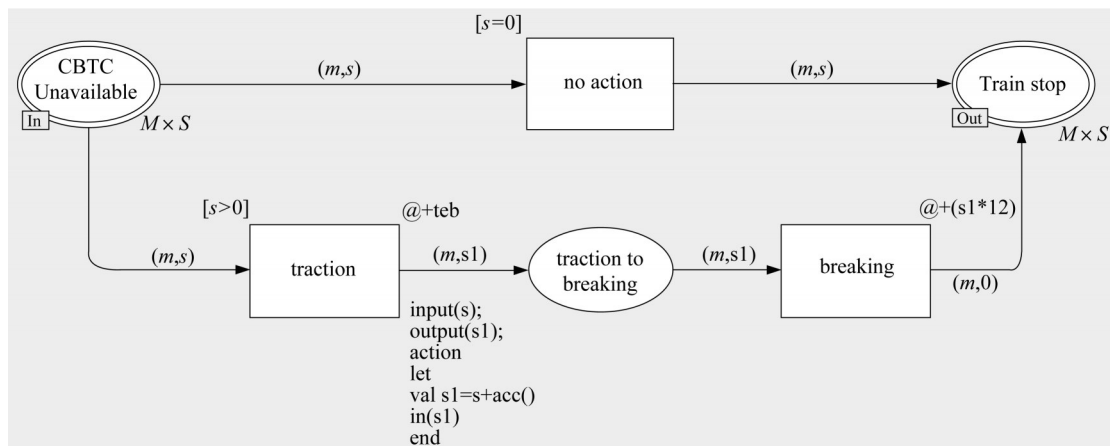 [s=0]
CBTC
Unavailable
In
M × S
(m,s)
no action
(m,s)
Train stop
Out
M × S
[s>0]
@+teb
@+(s1*12)
(m,s)
traction
(m,s1)
traction to
breaking
(m,s1)
breaking
(m,0)
input(s);
output(s1);
action
let
val s1=s+acc()
in(s1)
end